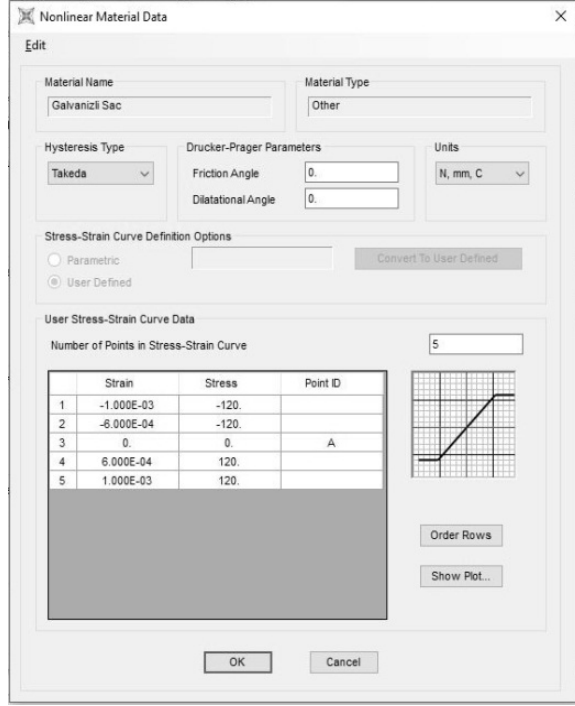 Nonlinear Material Data
Edit
Material Name
Galvanizli Sac
Material Type
Other
Hysteresis Type
Takeda
Drucker-Prager Parameters
Friction Angle 0.
Dilatational Angle 0.
Units
N, mm, C
Stress-Strain Curve Definition Options
Parametric
Convert To User Defined
User Defined
User Stress-Strain Curve Data
Number of Points in Stress-Strain Curve 5
Strain Stress Point ID
1 -1.000E-03 -120.
2 -6.000E-04 -120.
3 0. 0. A
4 6.000E-04 120.
5 1.000E-03 120.
Order Rows
Show Plot...
OK Cancel